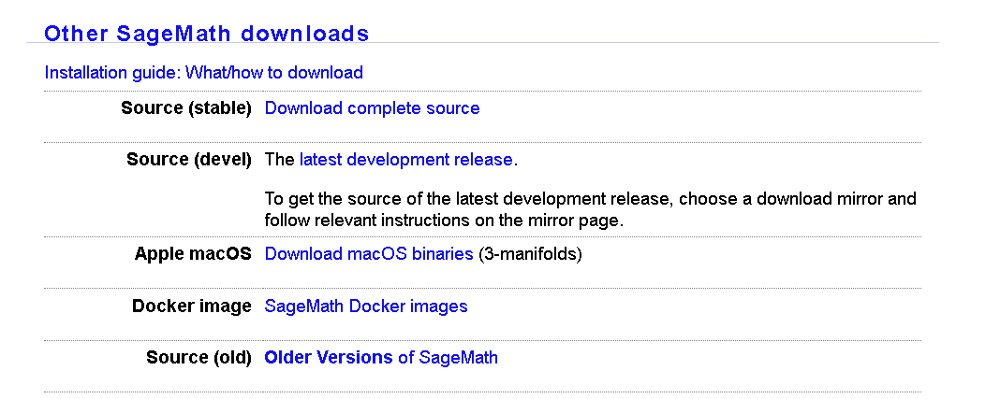 Other SageMath downloads
Installation guide: What/how to download
Source (stable) Download complete source
Source (devel) The latest development release.
To get the source of the latest development release, choose a download mirror and
follow relevant instructions on the mirror page.
Apple macOS Download macOS binaries (3-manifolds)
Docker image SageMath Docker images
Source (old) Older Versions of SageMath